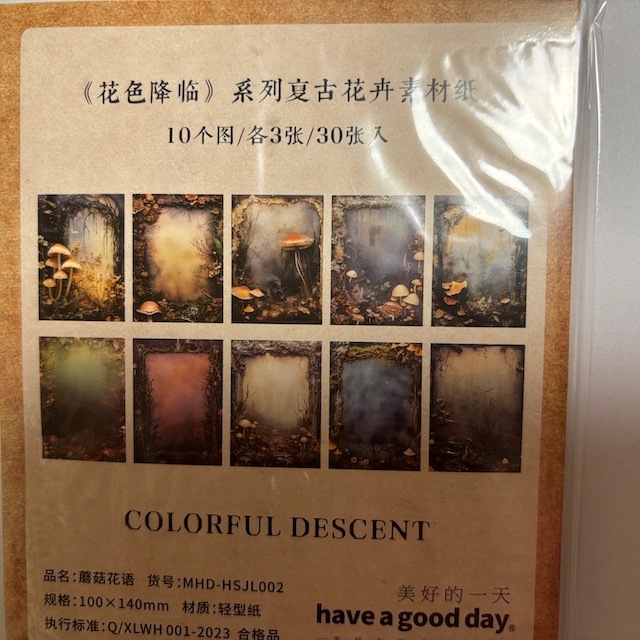 《花色降临》系列复古花卉素材纸
10个图/各3张/30张入
COLORFUL DESCENT
品名:蘑菇花语 货号:MHD-HSJL002
规格:100×140mm 材质:轻型纸
执行标准:Q/XLWH 001-2023 合格品
美好的一天
have a good day®